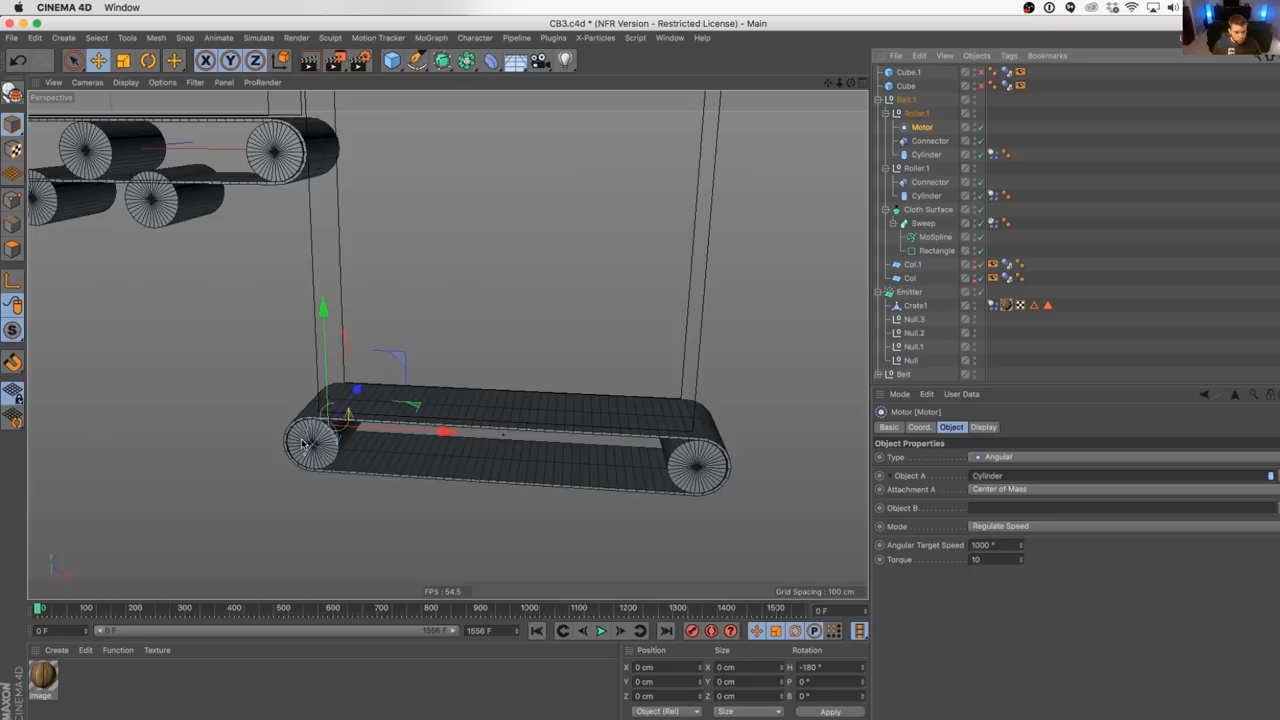 CINEMA 4D Window
CB3.c4d * (NFR Version - Restricted License) - Main
File Edit Create Select Tools Mesh Snap Animate Simulate Render Sculpt Motion Tracker MoGraph Character Pipeline Plugins X-Particles Script Window Help
File Edit View Objects Tags Bookmarks
X Y Z
View Cameras Display Options Filter Panel ProRender
Perspective
Cube.1
Cube
Belt.1
Roller.1
Motor
Connector
Cylinder
Roller.1
Connector
Cylinder
Cloth Surface
Sweep
MoSpline
Rectangle
Col.1
Col
Emitter
Crate1
Null.3
Null.2
Null.1
Null
Belt
Mode Edit User Data
Motor [Motor]
Basic Coord. Object Display
Object Properties
Type Angular
Object A Cylinder
Attachment A Center of Mass
Object B
Mode Regulate Speed
Angular Target Speed 1000 °
Torque 10
Y
FPS : 54.5
Grid Spacing : 100 cm
0 100 200 300 400 500 600 700 800 900 1000 1100 1200 1300 1400 1500 0 F
0 F 0 F 1556 F 1556 F
Create Edit Function Texture
Image
Position Size Rotation
X 0 cm X 0 cm H -180 °
Y 0 cm Y 0 cm P 0 °
Z 0 cm Z 0 cm B 0 °
Object (Rel) Size Apply
MAXON CINEMA 4D